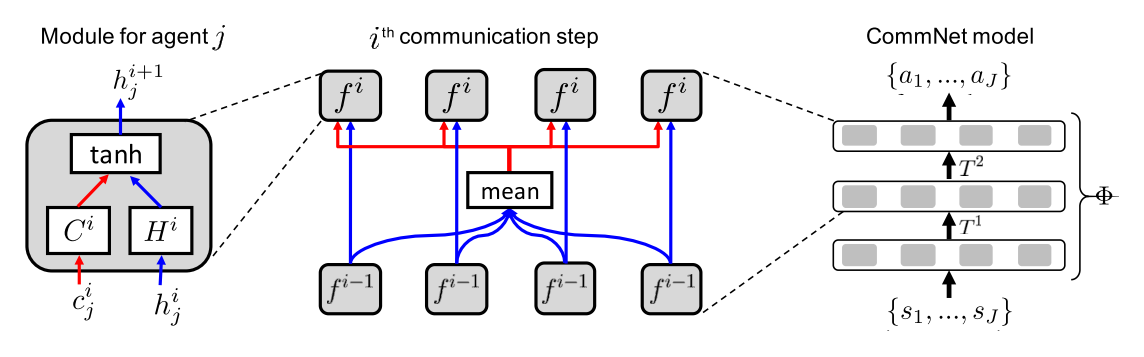 Module for agent j
h_j^{i+1}
tanh
C^i
H^i
c_j^i
h_j^i
i^{th} communication step
f^i f^i f^i f^i
mean
f^{i-1} f^{i-1} f^{i-1} f^{i-1}
CommNet model
{a_1, ..., a_J}
T^2
T^1
Φ
{s_1, ..., s_J}